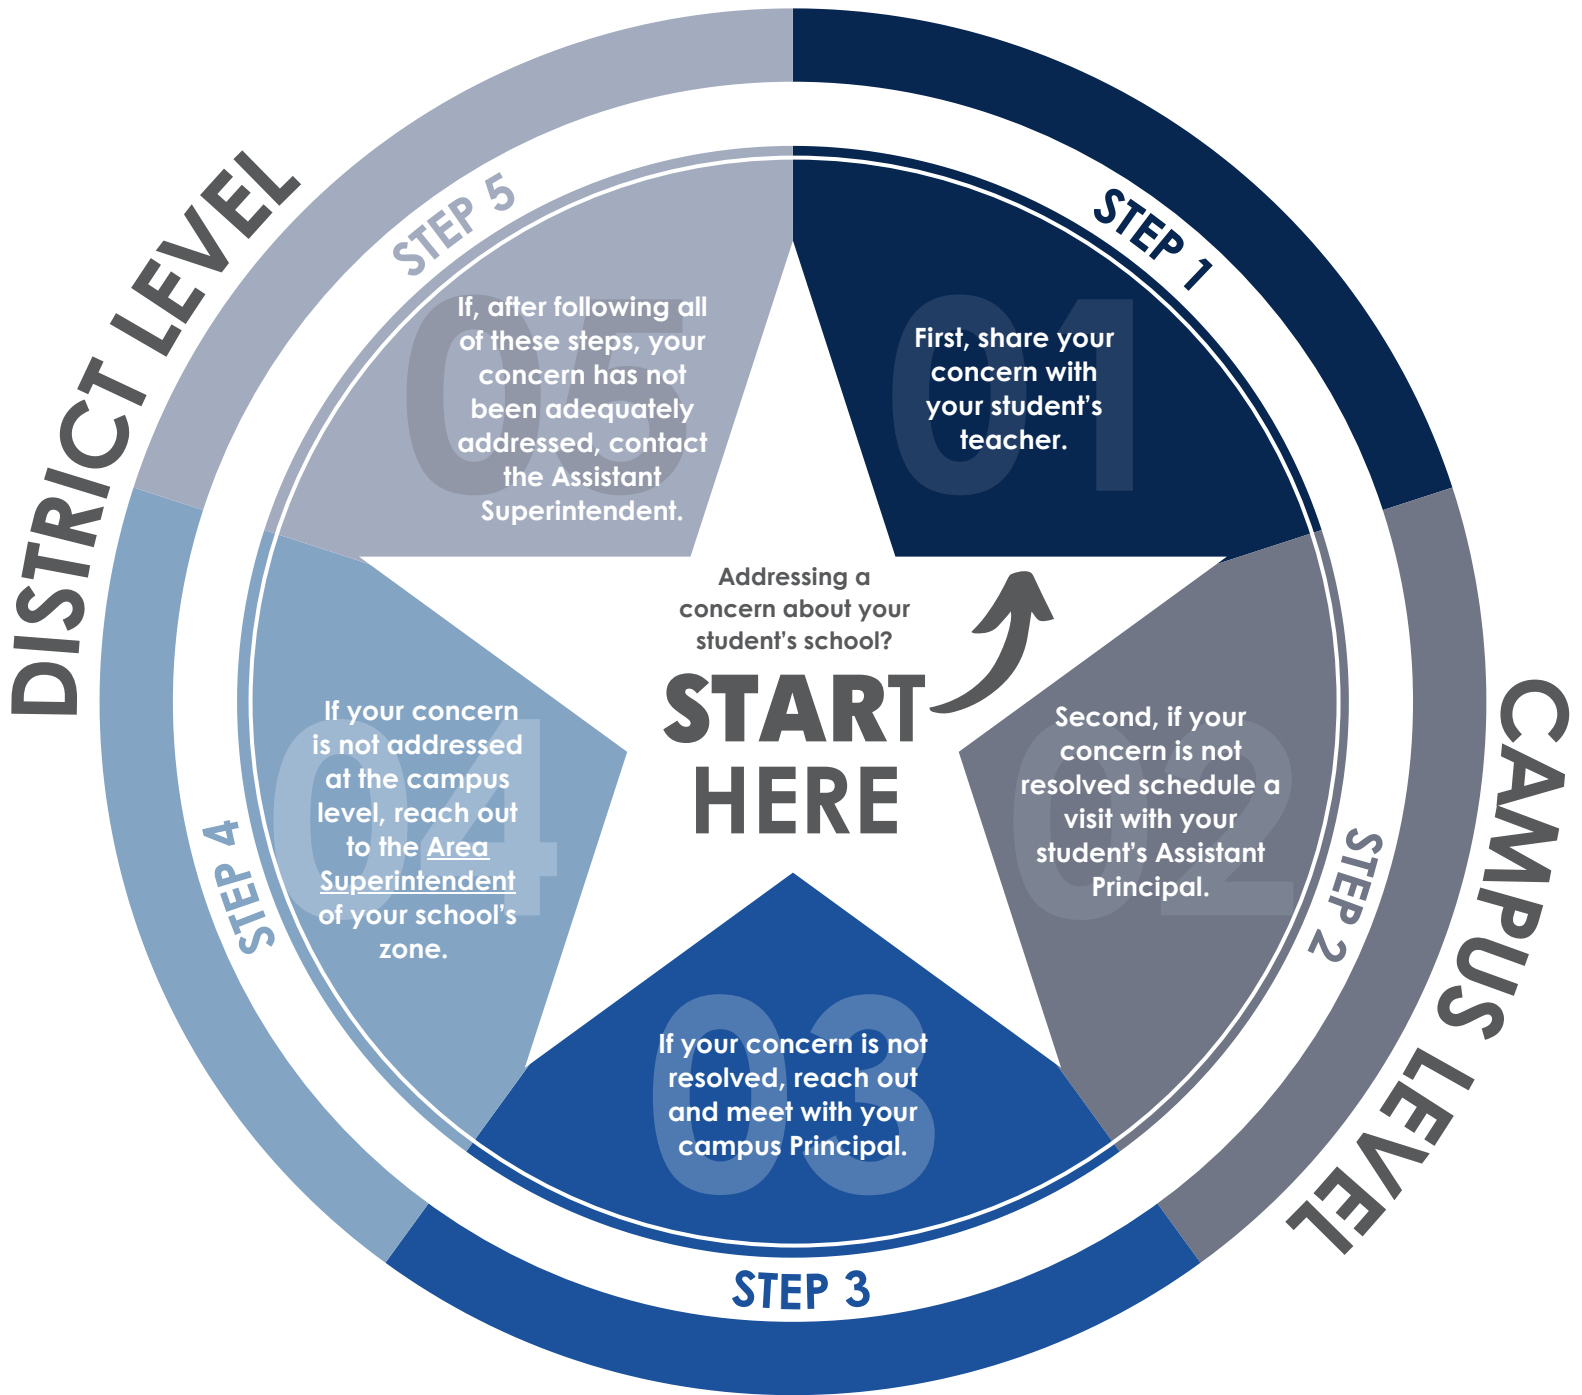 Addressing a
concern about your
student's school?
START
HERE
CAMPUS LEVEL
STEP 1
01
First, share your
concern with
your student's
teacher.
STEP 2
02
Second, if your
concern is not
resolved schedule a
visit with your
student's Assistant
Principal.
STEP 3
03
If your concern is not
resolved, reach out
and meet with your
campus Principal.
DISTRICT LEVEL
STEP 4
04
If your concern
is not addressed
at the campus
level, reach out
to the Area
Superintendent
of your school's
zone.
STEP 5
05
If, after following all
of these steps, your
concern has not
been adequately
addressed, contact
the Assistant
Superintendent.